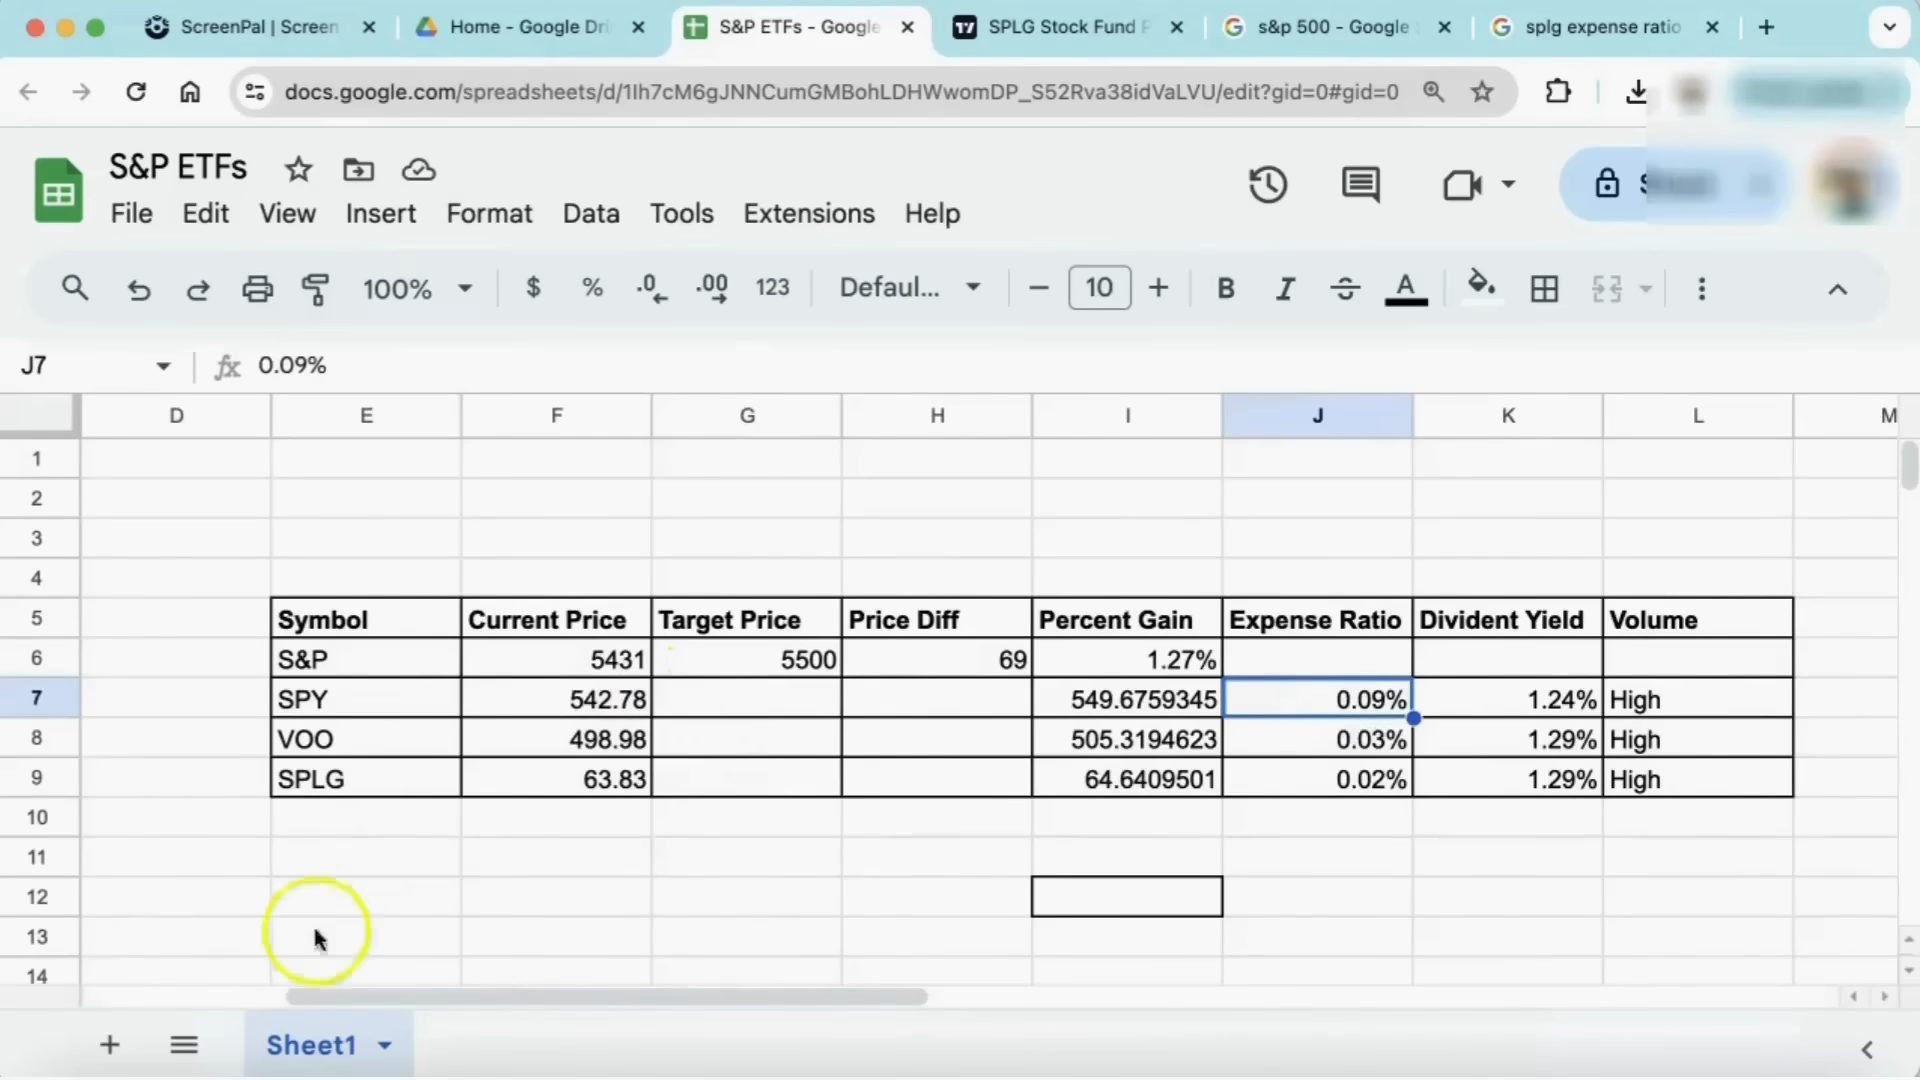 ScreenPal | Screen
Home - Google Dri
S&P ETFs - Google
SPLG Stock Fund P
s&p 500 - Google
splg expense ratio
docs.google.com/spreadsheets/d/1Ih7cM6gJNNCumGMBohLDHWwomDP_S52Rva38idVaLVU/edit?gid=0#gid=0
S&P ETFs
File Edit View Insert Format Data Tools Extensions Help
100% $ % .0 .00 123 Defaul... 10 B I A
J7 fx 0.09%
D E F G H I J K L M
1
2
3
4
5 Symbol Current Price Target Price Price Diff Percent Gain Expense Ratio Divident Yield Volume
6 S&P 5431 5500 69 1.27%
7 SPY 542.78 549.6759345 0.09% 1.24% High
8 VOO 498.98 505.3194623 0.03% 1.29% High
9 SPLG 63.83 64.6409501 0.02% 1.29% High
10
11
12
13
14
Sheet1